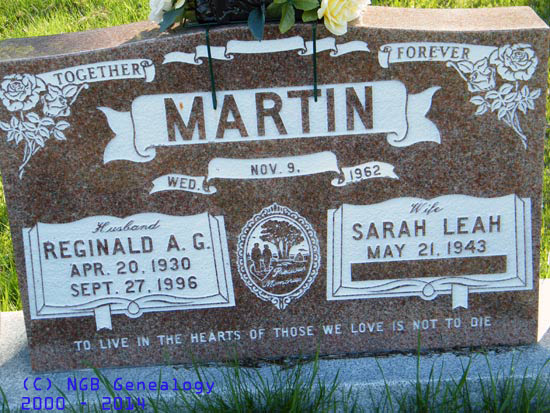 TOGETHER FOREVER
MARTIN
WED. NOV. 9, 1962
Husband
REGINALD A. G.
APR. 20, 1930
SEPT. 27, 1996
Wife
SARAH LEAH
MAY 21, 1943
TO LIVE IN THE HEARTS OF THOSE WE LOVE IS NOT TO DIE
(C) NGB Genealogy
2000 - 2014